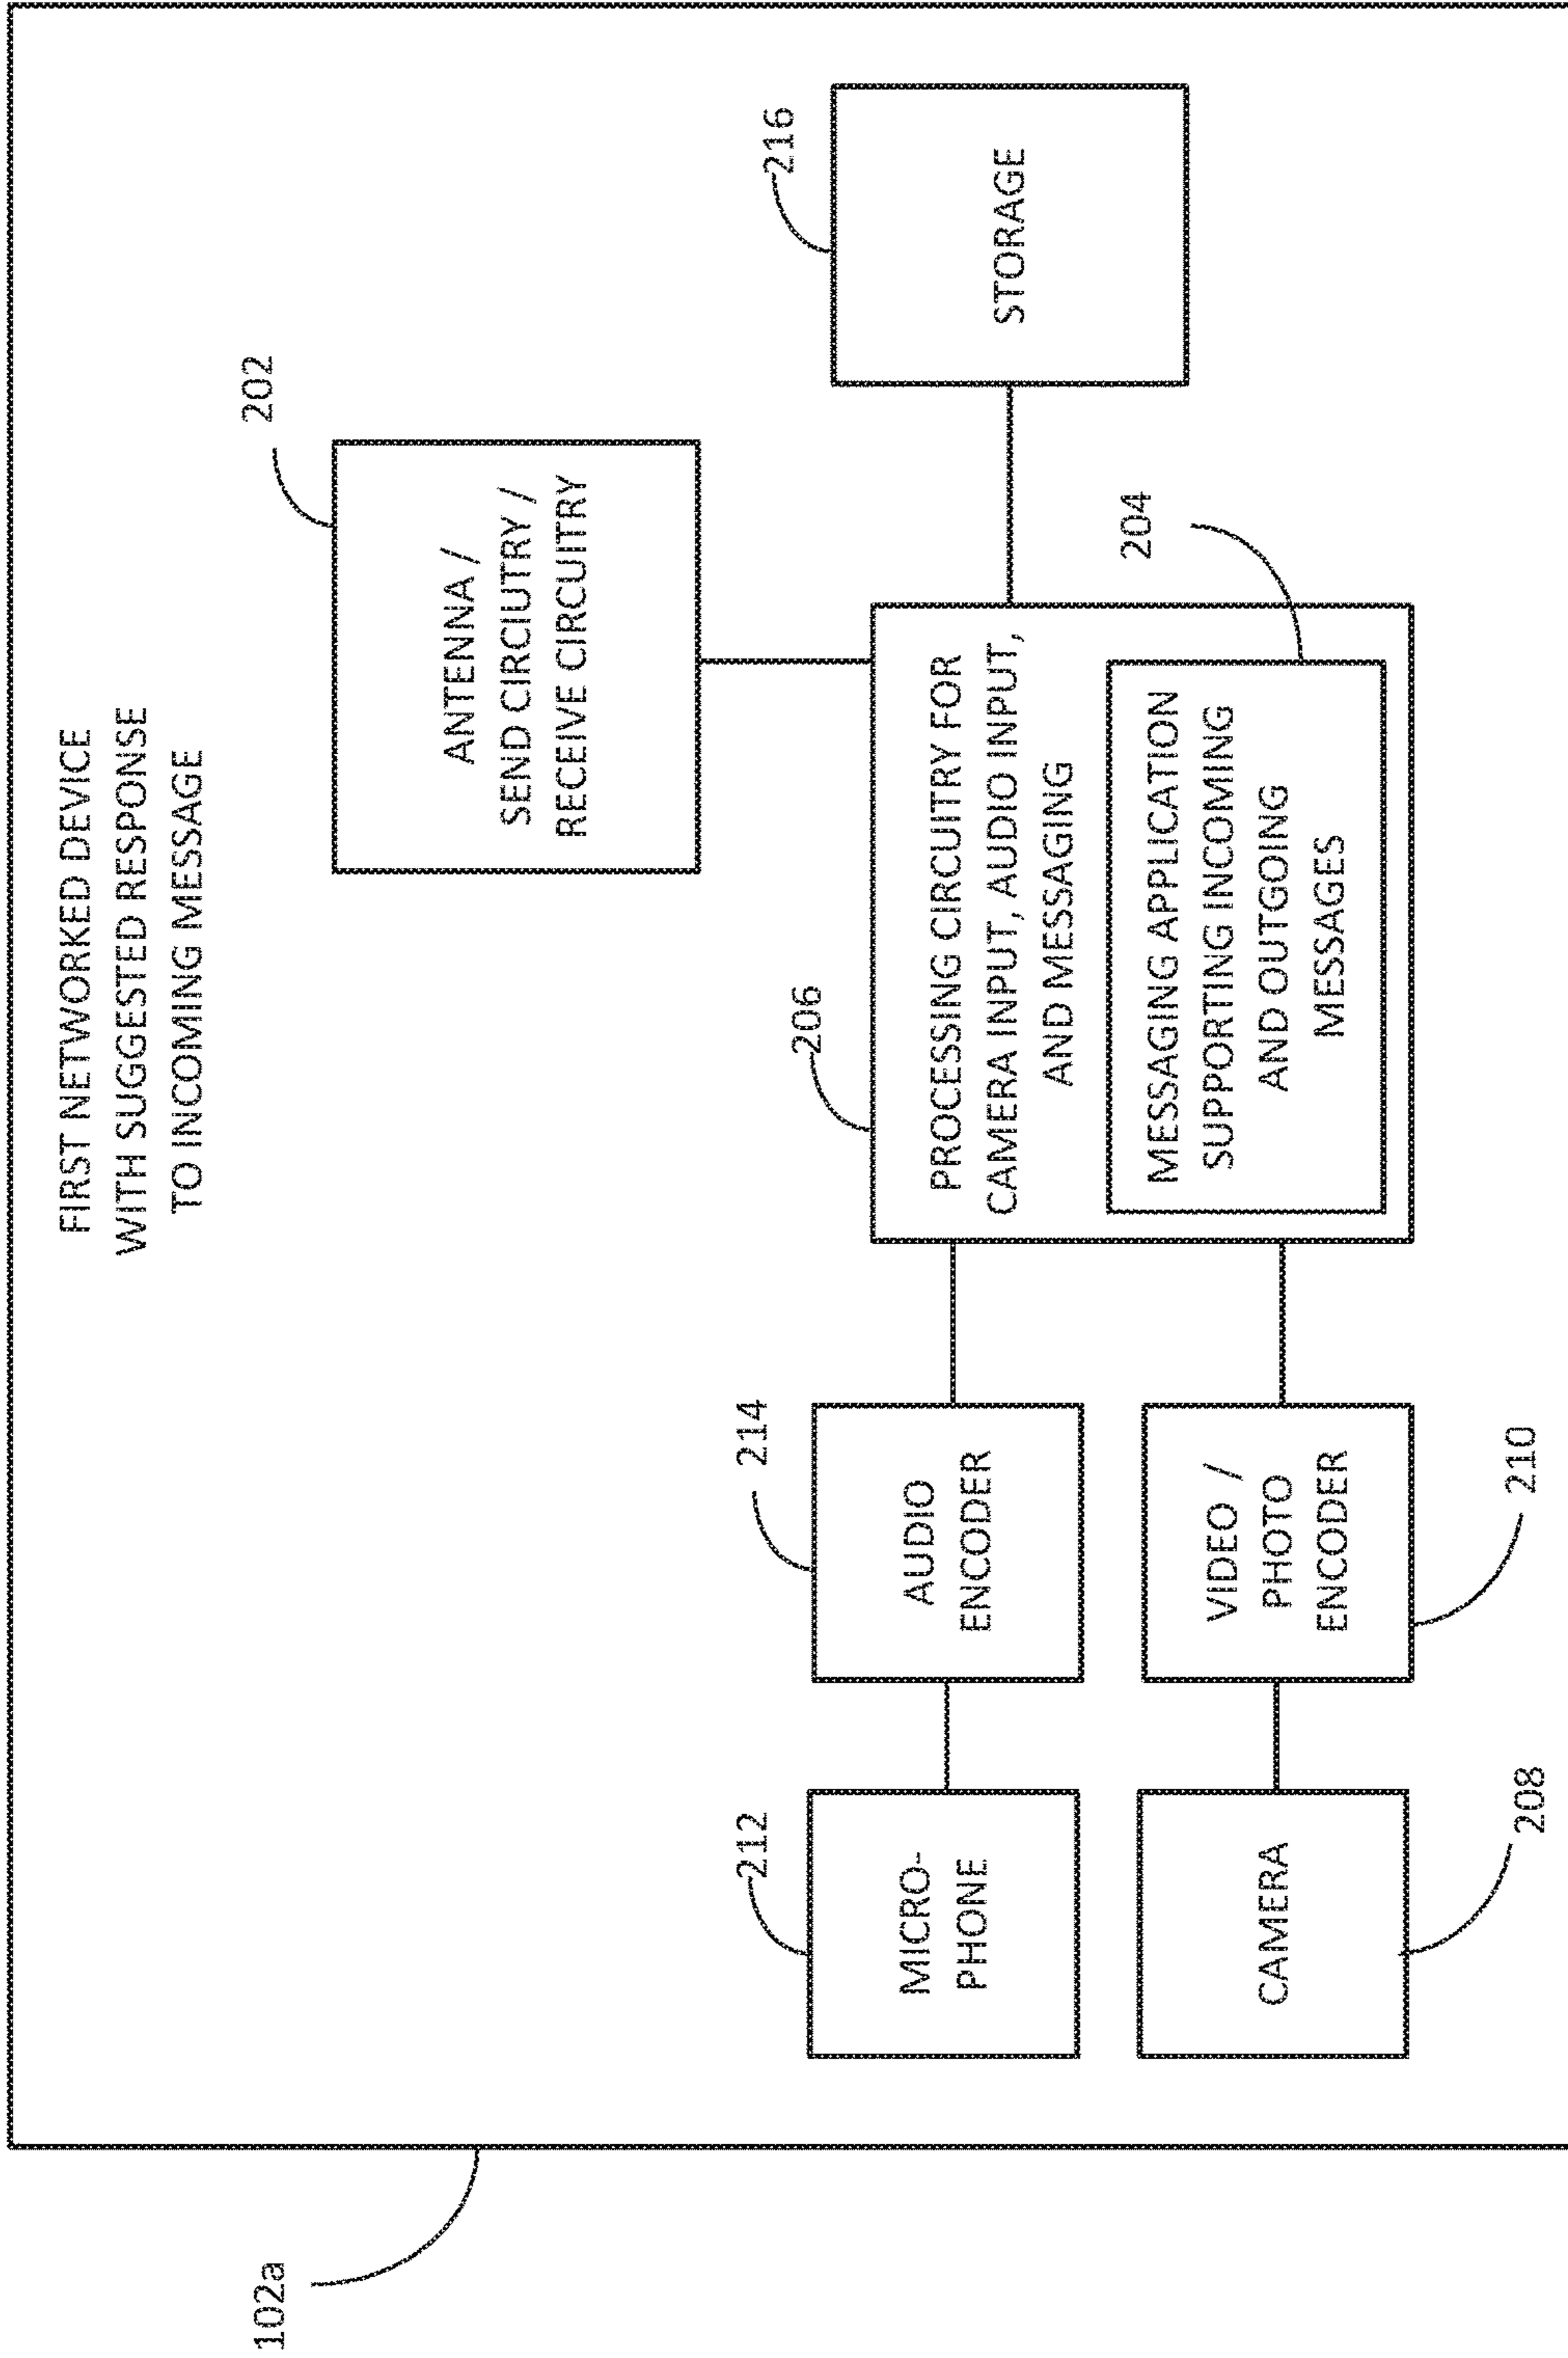 FIRST NETWORKED DEVICE
WITH SUGGESTED RESPONSE
TO INCOMING MESSAGE
102a
202
ANTENNA /
SEND CIRCIUTRY /
RECEIVE CIRCUITRY
212
MICRO-
PHONE
214
AUDIO
ENCODER
206
PROCESSING CIRCUITRY FOR
CAMERA INPUT, AUDIO INPUT,
AND MESSAGING
216
STORAGE
CAMERA
208
VIDEO /
PHOTO
ENCODER
210
204
MESSAGING APPLICATION
SUPPORTING INCOMING
AND OUTGOING
MESSAGES